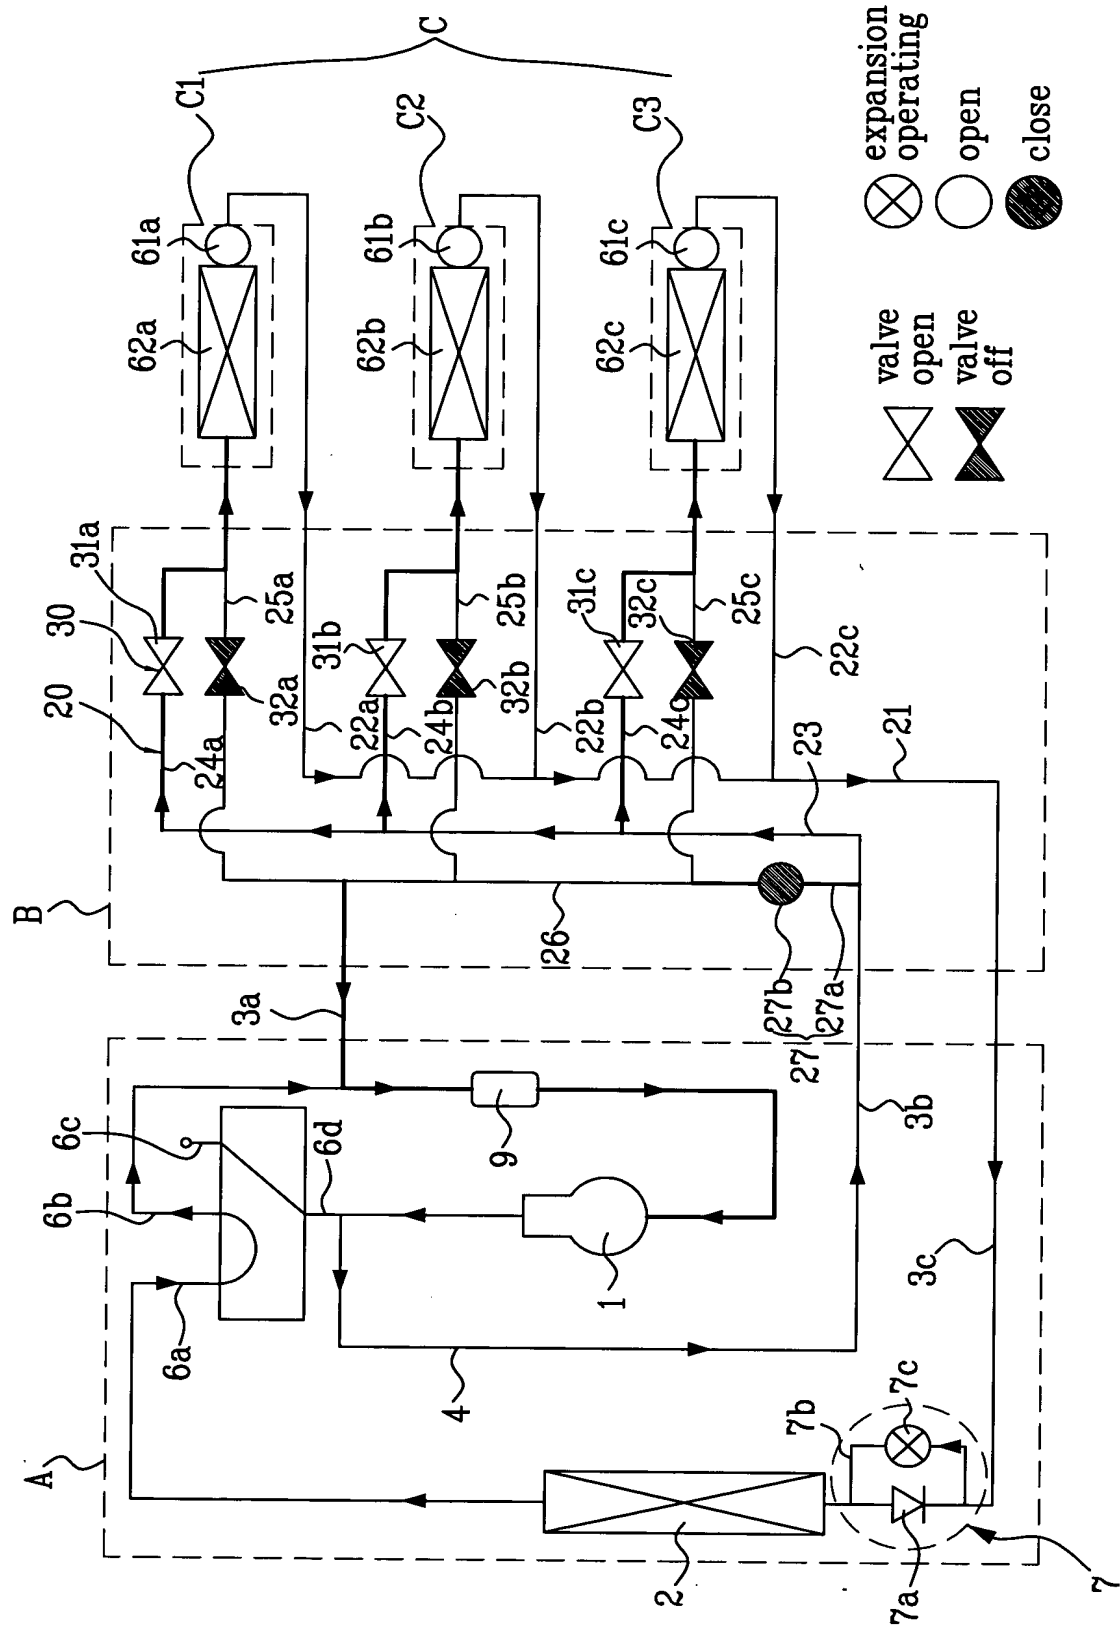 A
B
6b
6c
20
30
31a
6a
24a
62a
61a
C1
3a
32a
25a
6d
22a
31b
62b
61b
C2
C
4
24b
9
32b
25b
26
22b
31c
1
62c
61c
C3
2
24c
32c
25c
27b
27
27a
7b
23
22c
7a
7c
3c
3b
21
7
valve open
valve off
expansion operating
open
close